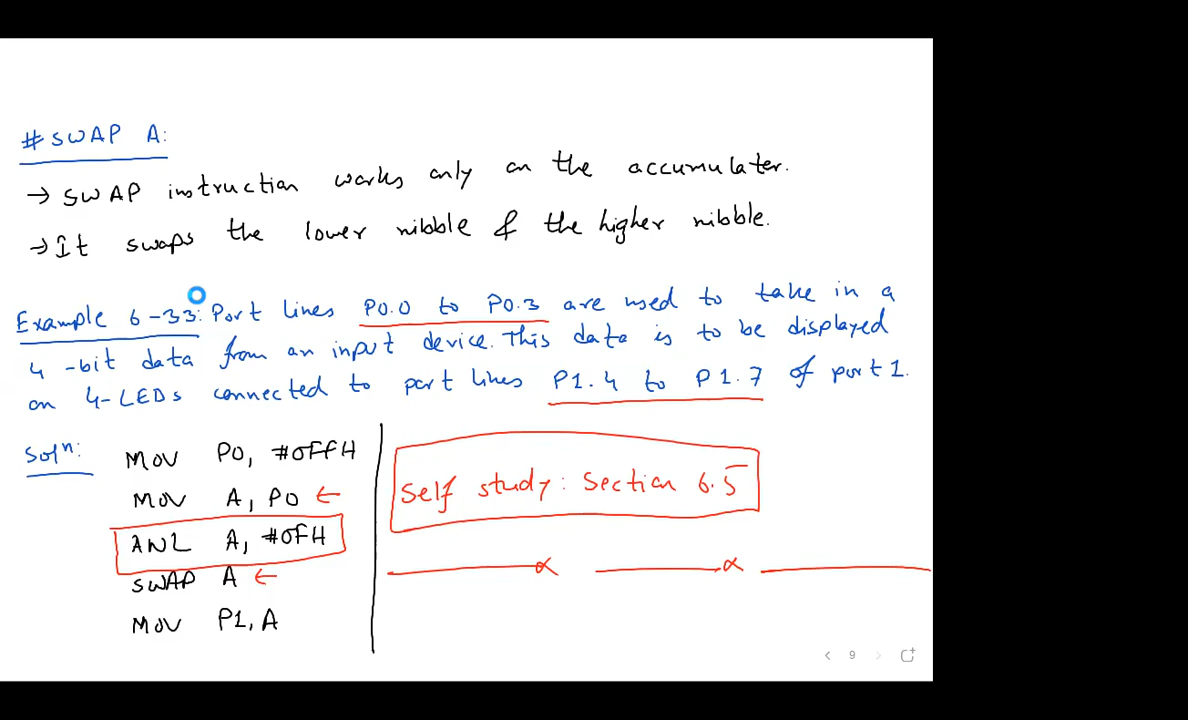 # SWAP A:
→ SWAP instruction works only on the accumulater.
→ It swaps the lower nibble & the higher nibble.
Example 6-33: Port lines P0.0 to P0.3 are used to take in a
4-bit data from an input device. This data is to be displayed
on 4-LEDs connected to port lines P1.4 to P1.7 of port 1.
Solⁿ:
MOV P0, #0FFH
MOV A, P0 ←
ANL A, #0FH
SWAP A ←
MOV P1, A
Self study: Section 6.5
< 9 >